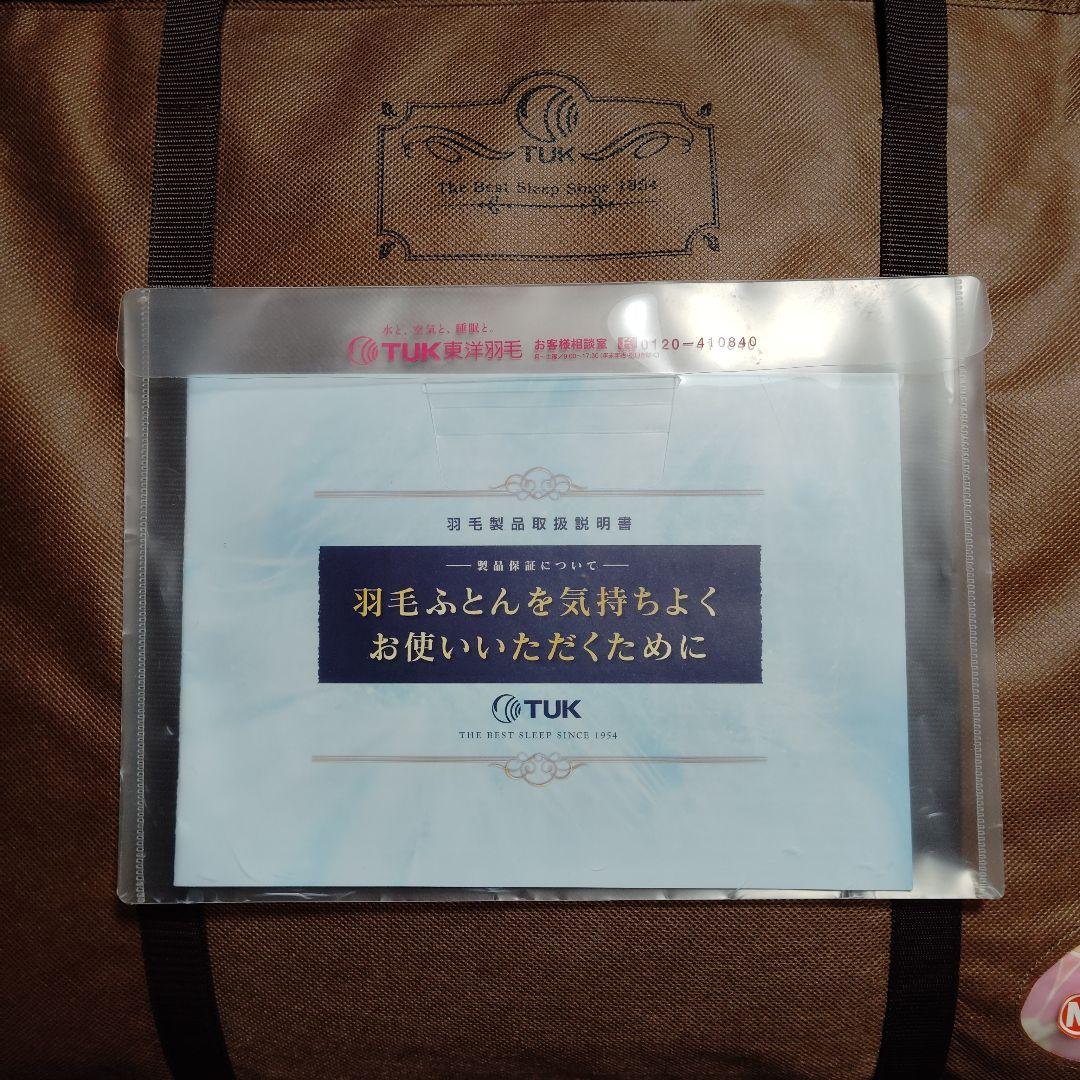 TUK
The Best Sleep Since 1954
水と、空気と、睡眠と。
TUK東洋羽毛 お客様相談室 0120-410840
羽毛製品取扱説明書
製品保証について
羽毛ふとんを気持ちよく
お使いいただくために
TUK
THE BEST SLEEP SINCE 1954